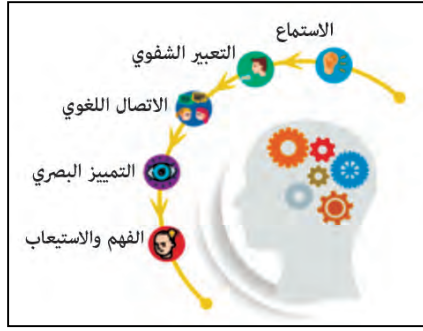 الاستماع
التعبير الشفوي
الاتصال اللغوي
التمييز البصري
الفهم والاستيعاب